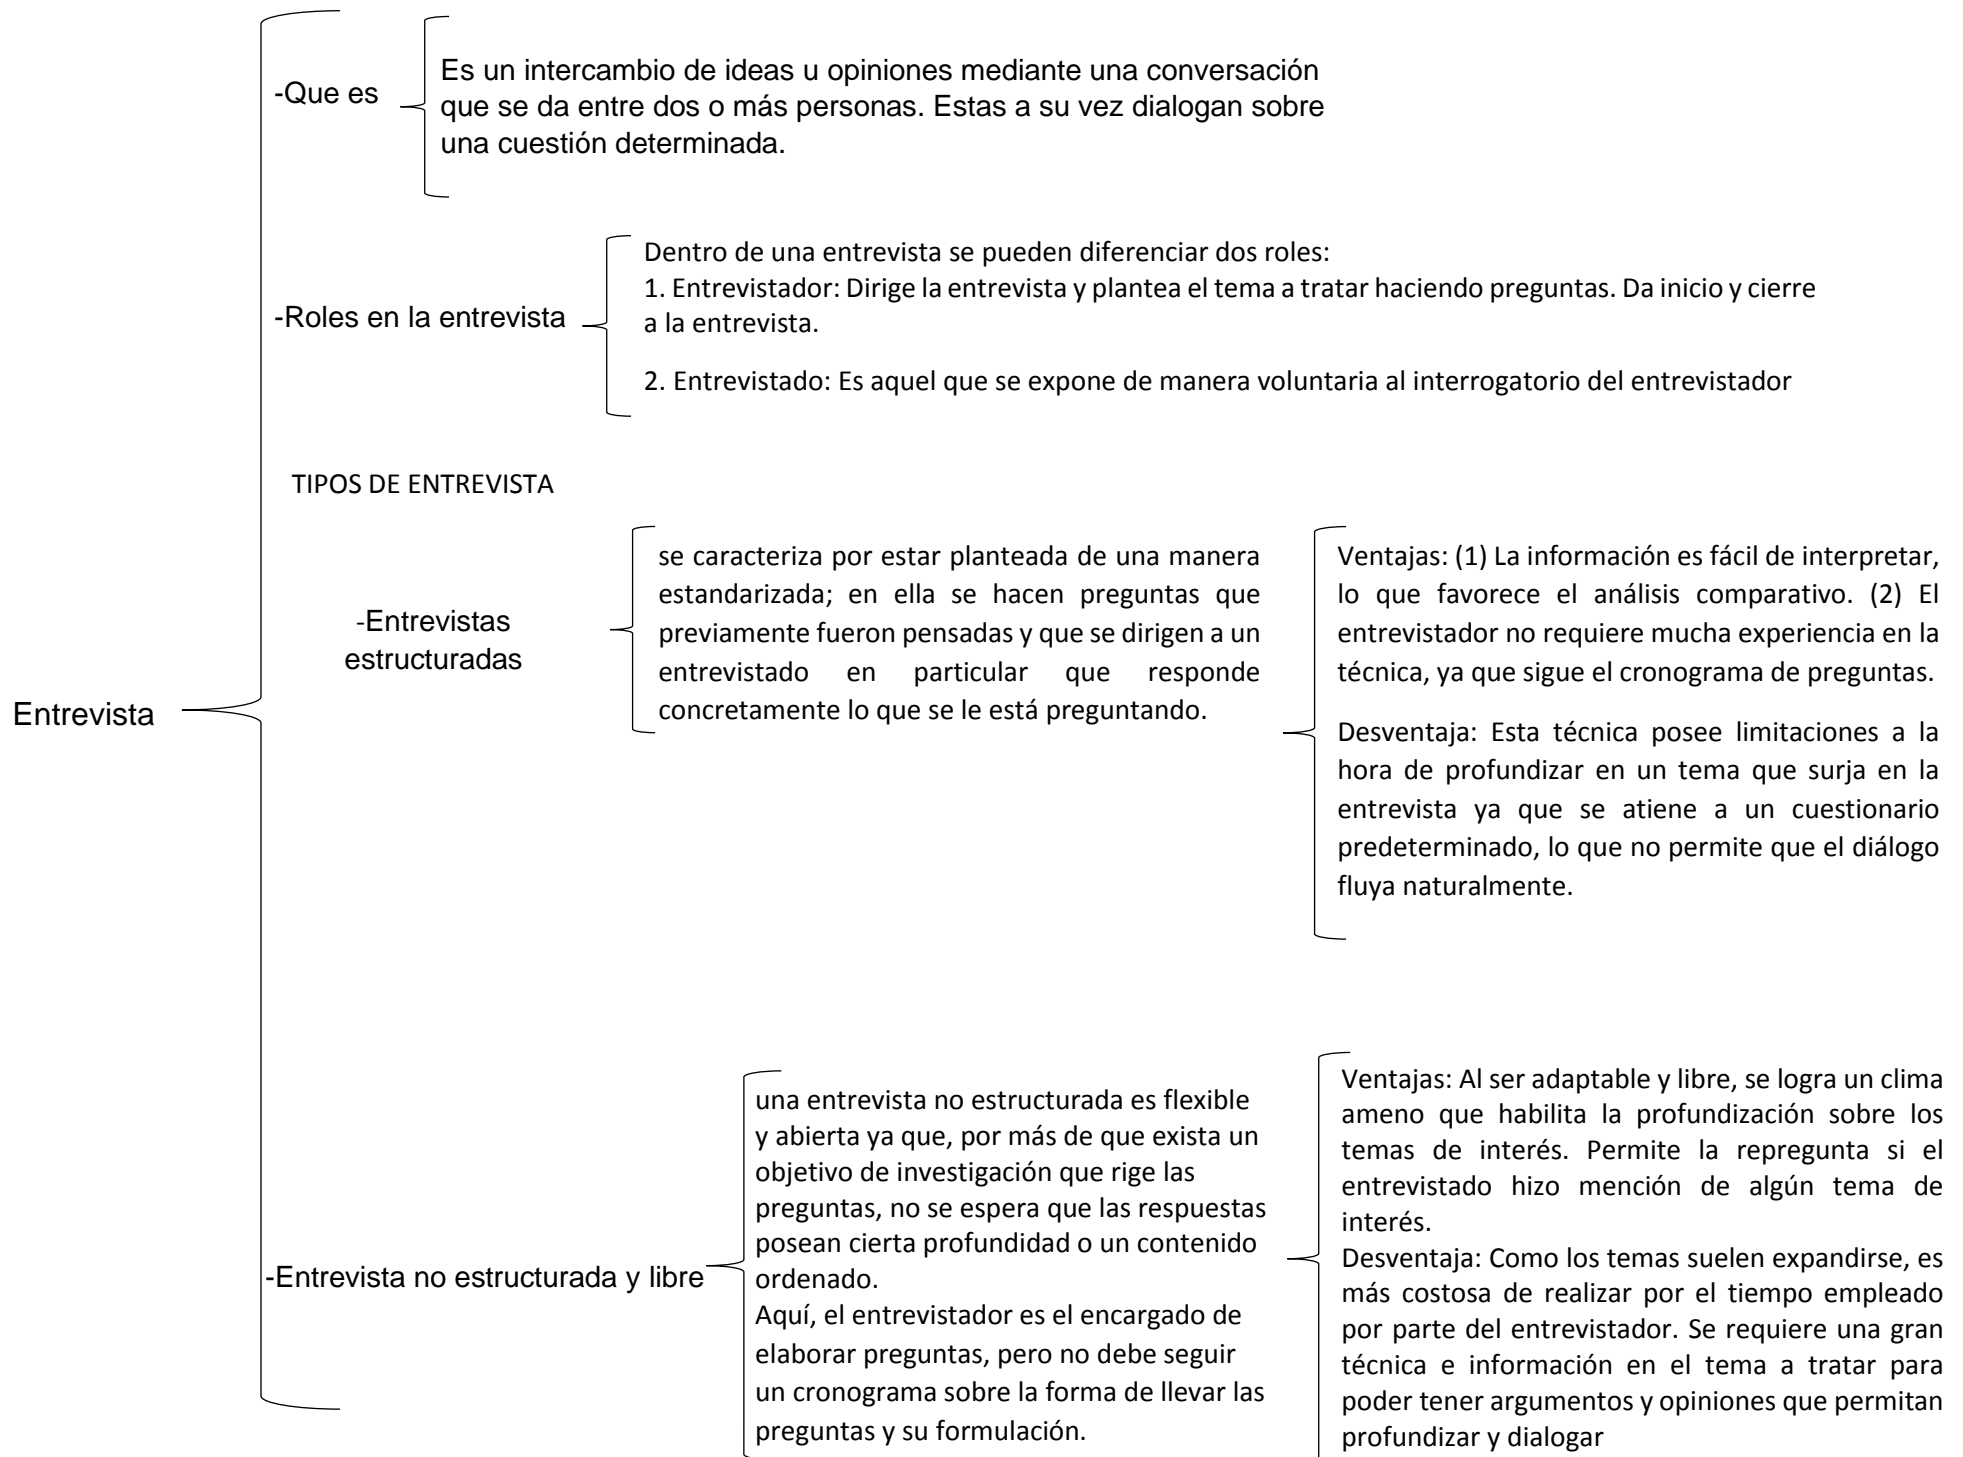 -Que es
Es un intercambio de ideas u opiniones mediante una conversación
que se da entre dos o más personas. Estas a su vez dialogan sobre
una cuestión determinada.
-Roles en la entrevista
Dentro de una entrevista se pueden diferenciar dos roles:
1. Entrevistador: Dirige la entrevista y plantea el tema a tratar haciendo preguntas. Da inicio y cierre
a la entrevista.
2. Entrevistado: Es aquel que se expone de manera voluntaria al interrogatorio del entrevistador
TIPOS DE ENTREVISTA
Entrevista
-Entrevistas
estructuradas
se caracteriza por estar planteada de una manera
estandarizada; en ella se hacen preguntas que
previamente fueron pensadas y que se dirigen a un
entrevistado en particular que responde
concretamente lo que se le está preguntando.
Ventajas: (1) La información es fácil de interpretar,
lo que favorece el análisis comparativo. (2) El
entrevistador no requiere mucha experiencia en la
técnica, ya que sigue el cronograma de preguntas.
Desventaja: Esta técnica posee limitaciones a la
hora de profundizar en un tema que surja en la
entrevista ya que se atiene a un cuestionario
predeterminado, lo que no permite que el diálogo
fluya naturalmente.
-Entrevista no estructurada y libre
una entrevista no estructurada es flexible
y abierta ya que, por más de que exista un
objetivo de investigación que rige las
preguntas, no se espera que las respuestas
posean cierta profundidad o un contenido
ordenado.
Aquí, el entrevistador es el encargado de
elaborar preguntas, pero no debe seguir
un cronograma sobre la forma de llevar las
preguntas y su formulación.
Ventajas: Al ser adaptable y libre, se logra un clima
ameno que habilita la profundización sobre los
temas de interés. Permite la repregunta si el
entrevistado hizo mención de algún tema de
interés.
Desventaja: Como los temas suelen expandirse, es
más costosa de realizar por el tiempo empleado
por parte del entrevistador. Se requiere una gran
técnica e información en el tema a tratar para
poder tener argumentos y opiniones que permitan
profundizar y dialogar